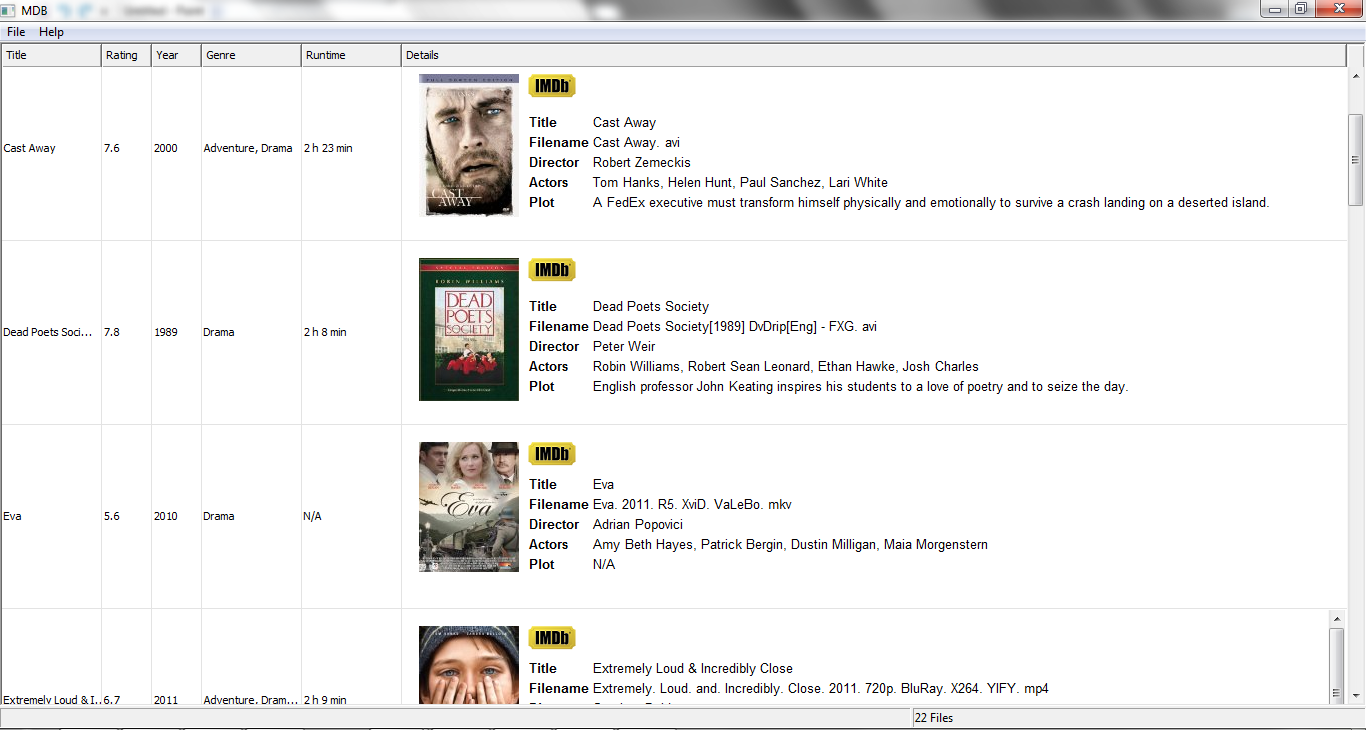 MDB
File Help
Title Rating Year Genre Runtime Details
Cast Away 7.6 2000 Adventure, Drama 2 h 23 min
FULL SCREEN EDITION
CAST AWAY
IMDb
Title Cast Away
Filename Cast Away. avi
Director Robert Zemeckis
Actors Tom Hanks, Helen Hunt, Paul Sanchez, Lari White
Plot A FedEx executive must transform himself physically and emotionally to survive a crash landing on a deserted island.
Dead Poets Soci... 7.8 1989 Drama 2 h 8 min
SPECIAL EDITION
ROBIN WILLIAMS
DEAD
POETS
SOCIETY
IMDb
Title Dead Poets Society
Filename Dead Poets Society[1989] DvDrip[Eng] - FXG. avi
Director Peter Weir
Actors Robin Williams, Robert Sean Leonard, Ethan Hawke, Josh Charles
Plot English professor John Keating inspires his students to a love of poetry and to seize the day.
Eva 5.6 2010 Drama N/A
Eva
IMDb
Title Eva
Filename Eva. 2011. R5. XviD. VaLeBo. mkv
Director Adrian Popovici
Actors Amy Beth Hayes, Patrick Bergin, Dustin Milligan, Maia Morgenstern
Plot N/A
Extremely Loud & I... 6.7 2011 Adventure, Dram... 2 h 9 min
TOM HANKS SANDRA BULLOCK
IMDb
Title Extremely Loud & Incredibly Close
Filename Extremely. Loud. and. Incredibly. Close. 2011. 720p. BluRay. X264. YIFY. mp4
22 Files